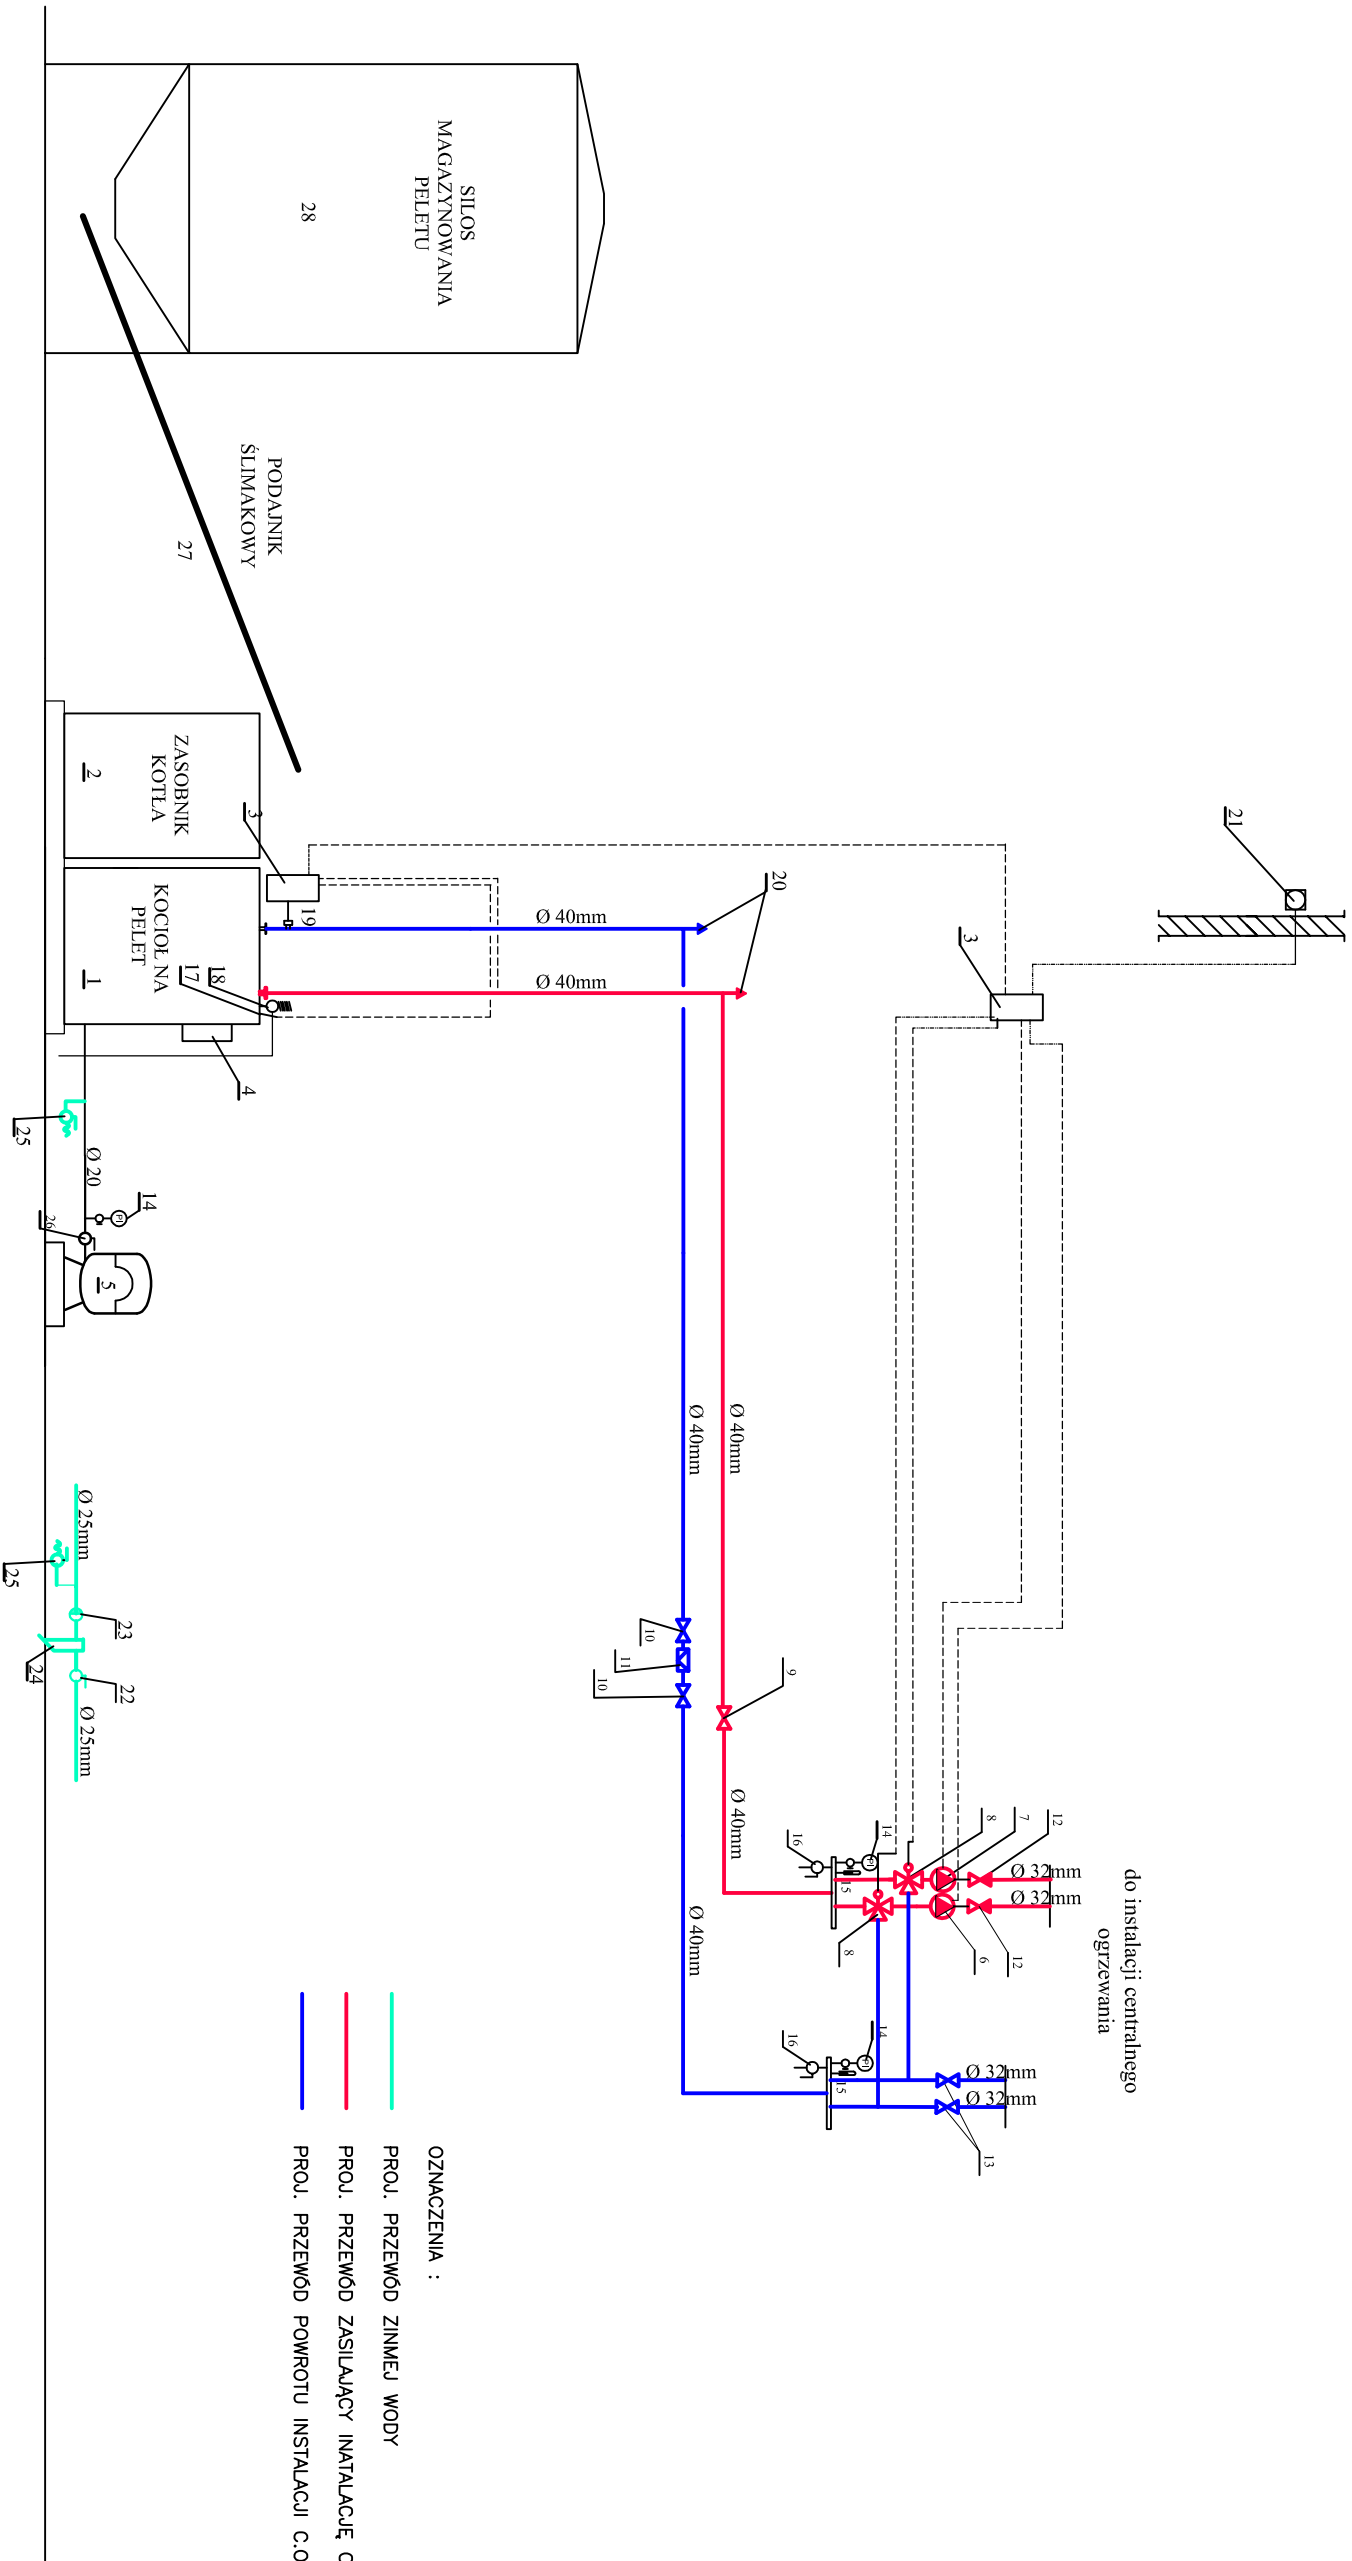 SILOS
MAGAZYNOWANIA
PELETU
28
PODAJNIK
ŚLIMAKOWY
27
ZASOBNIK
KOTŁA
2
KOCIOŁ NA
PELET
1
3
19
17
18
4
20
Ø 40mm
Ø 40mm
21
3
25
Ø 20
14
PI
26
5
Ø 40mm
Ø 40mm
Ø 25mm
25
23
24
22
Ø 25mm
10
11
10
9
Ø 40mm
Ø 40mm
16
14
PI
15
8
7
12
Ø 32mm
Ø 32mm
8
6
12
do instalacji centralnego
ogrzewania
16
14
PI
15
Ø 32mm
Ø 32mm
13
OZNACZENIA :
PROJ. PRZEWÓD ZINMEJ WODY
PROJ. PRZEWÓD ZASILAJĄCY INATALACJĘ C
PROJ. PRZEWÓD POWROTU INSTALACJI C.O